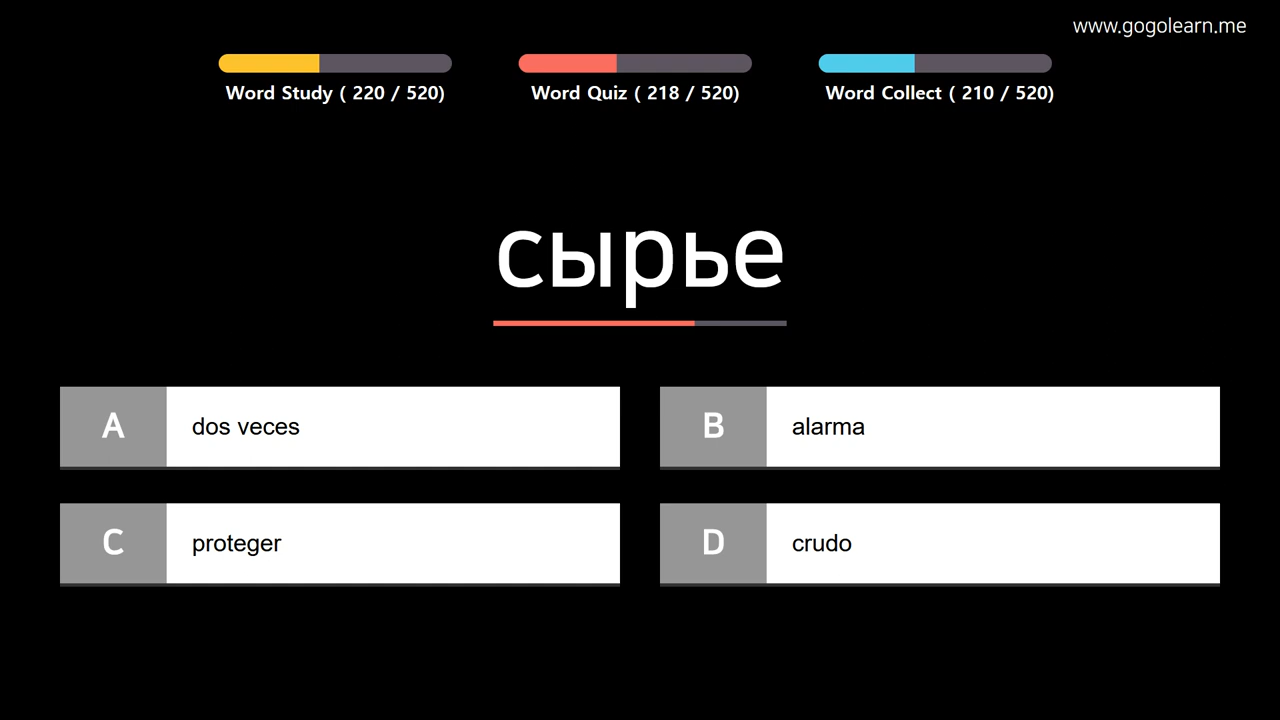 www.gogolearn.me
Word Study ( 220 / 520)
Word Quiz ( 218 / 520)
Word Collect ( 210 / 520)
сырье
A dos veces
B alarma
C proteger
D crudo